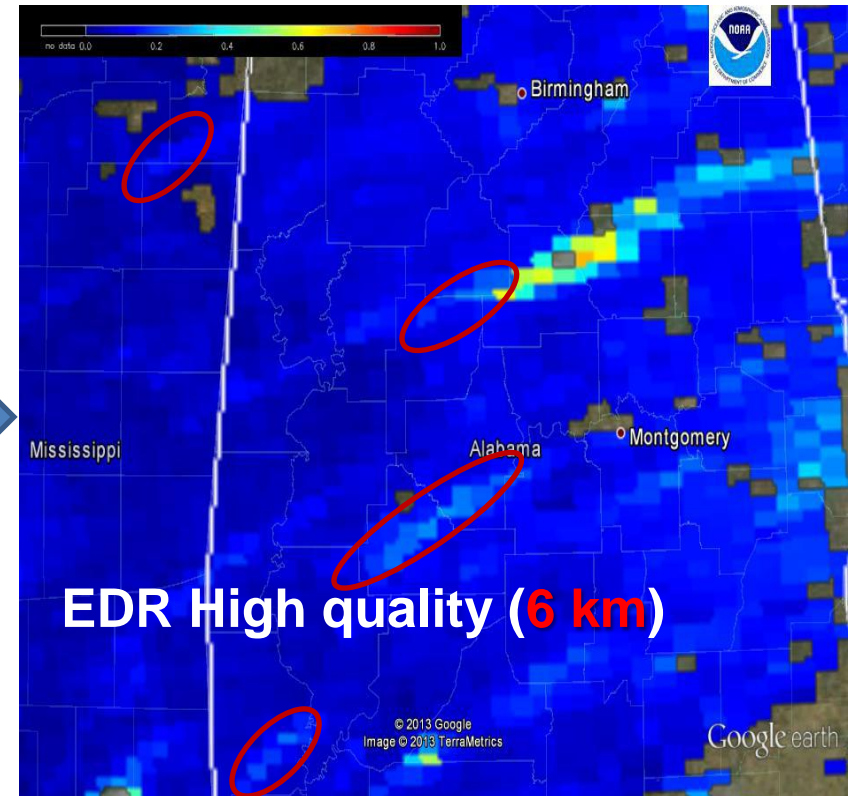 no data 0.0 0.2 0.4 0.6 0.8 1.0
NOAA
Birmingham
Mississippi
Alabama
Montgomery
EDR High quality (6 km)
© 2013 Google
Image © 2013 TerraMetrics
Google earth